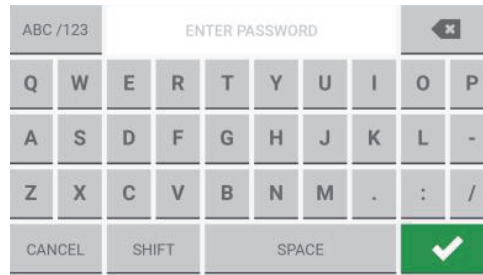 ABC /123 ENTER PASSWORD
Q W E R T Y U I O P
A S D F G H J K L -
Z X C V B N M . : /
CANCEL SHIFT SPACE